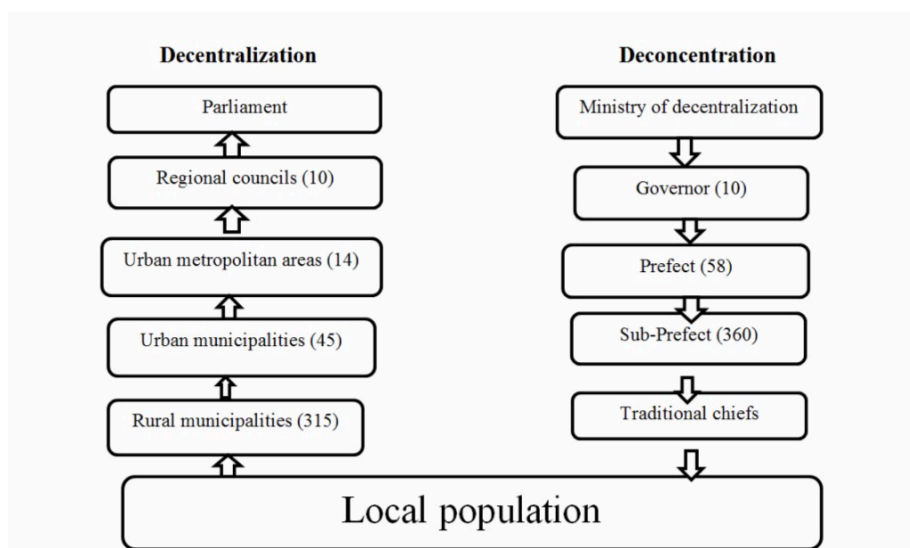 Decentralization
Parliament
Regional councils (10)
Urban metropolitan areas (14)
Urban municipalities (45)
Rural municipalities (315)
Deconcentration
Ministry of decentralization
Governor (10)
Prefect (58)
Sub-Prefect (360)
Traditional chiefs
Local population